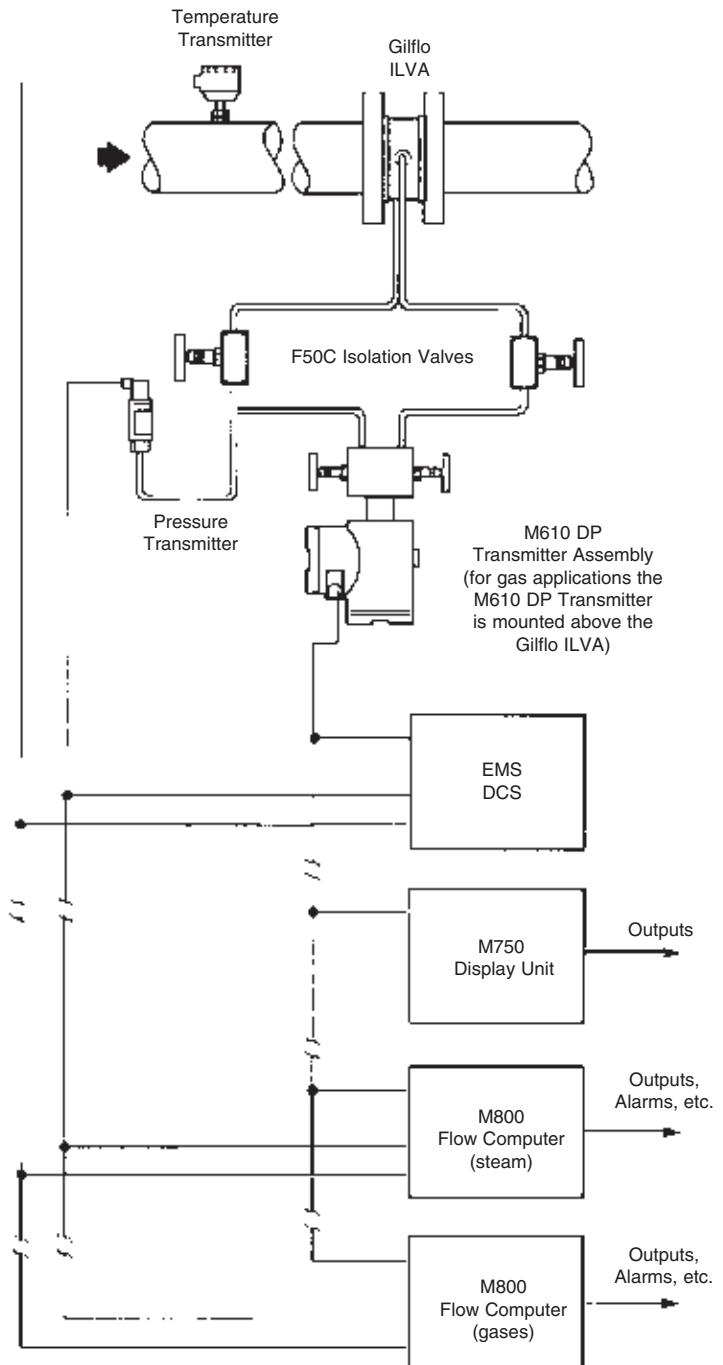 Temperature
Transmitter
Gilflo
ILVA
F50C Isolation Valves
Pressure
Transmitter
M610 DP
Transmitter Assembly
(for gas applications the
M610 DP Transmitter
is mounted above the
Gilflo ILVA)
EMS
DCS
M750
Display Unit
Outputs
M800
Flow Computer
(steam)
Outputs,
Alarms, etc.
M800
Flow Computer
(gases)
Outputs,
Alarms, etc.